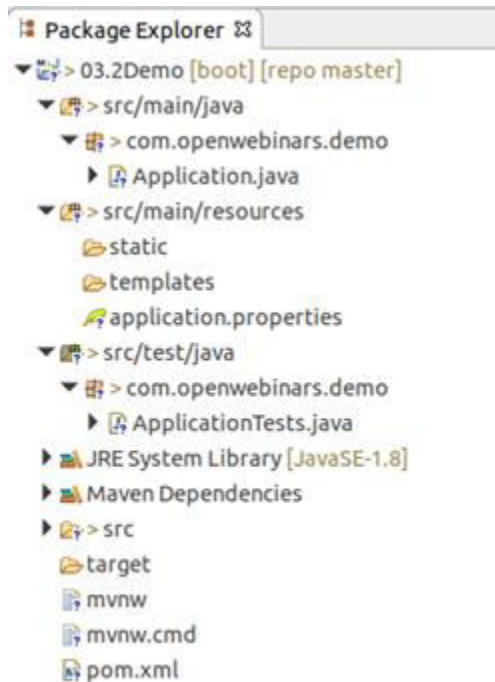 Package Explorer
> 03.2Demo [boot] [repo master]
> src/main/java
> com.openwebinars.demo
Application.java
> src/main/resources
static
templates
application.properties
> src/test/java
> com.openwebinars.demo
ApplicationTests.java
JRE System Library [JavaSE-1.8]
Maven Dependencies
> src
target
mvnw
mvnw.cmd
pom.xml